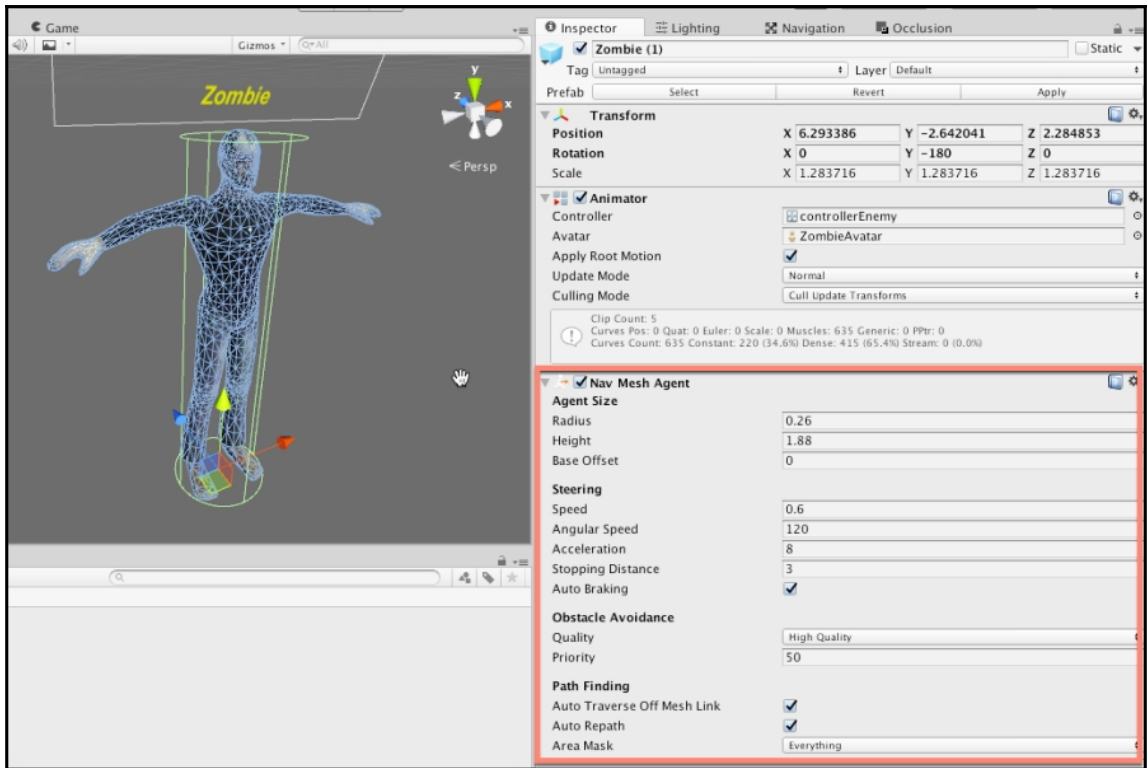 Game
Gizmos
All
Zombie
y
z
x
Persp
Inspector
Lighting
Navigation
Occlusion
Zombie (1)
Static
Tag Untagged
Layer Default
Prefab Select Revert Apply
Transform
Position X 6.293386 Y -2.642041 Z 2.284853
Rotation X 0 Y -180 Z 0
Scale X 1.283716 Y 1.283716 Z 1.283716
Animator
Controller controllerEnemy
Avatar ZombieAvatar
Apply Root Motion
Update Mode Normal
Culling Mode Cull Update Transforms
Clip Count: 5
Curves Pos: 0 Quat: 0 Euler: 0 Scale: 0 Muscles: 635 Generic: 0 PPtr: 0
Curves Count: 635 Constant: 220 (34.6%) Dense: 415 (65.4%) Stream: 0 (0.0%)
Nav Mesh Agent
Agent Size
Radius 0.26
Height 1.88
Base Offset 0
Steering
Speed 0.6
Angular Speed 120
Acceleration 8
Stopping Distance 3
Auto Braking
Obstacle Avoidance
Quality High Quality
Priority 50
Path Finding
Auto Traverse Off Mesh Link
Auto Repath
Area Mask Everything